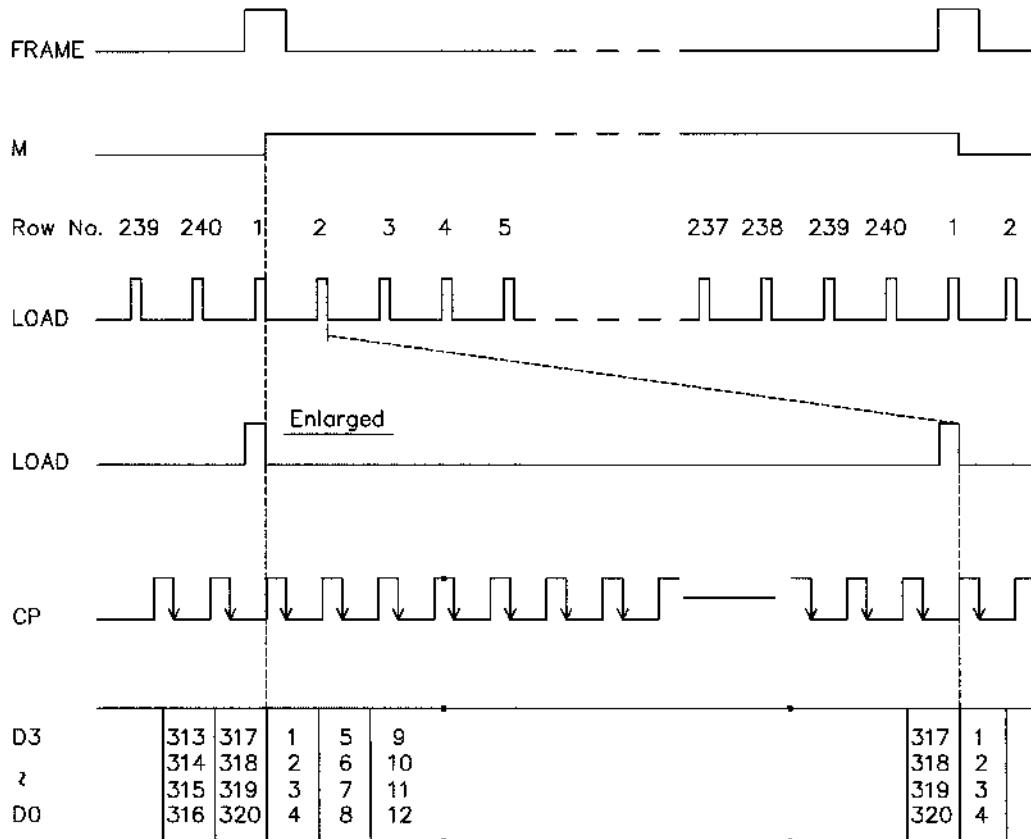 FRAME
M
Row No. 239 240 1 2 3 4 5 237 238 239 240 1 2
LOAD
Enlarged
LOAD
CP
D3 313 317 1 5 9 317 1
314 318 2 6 10 318 2
≀ 315 319 3 7 11 319 3
D0 316 320 4 8 12 320 4